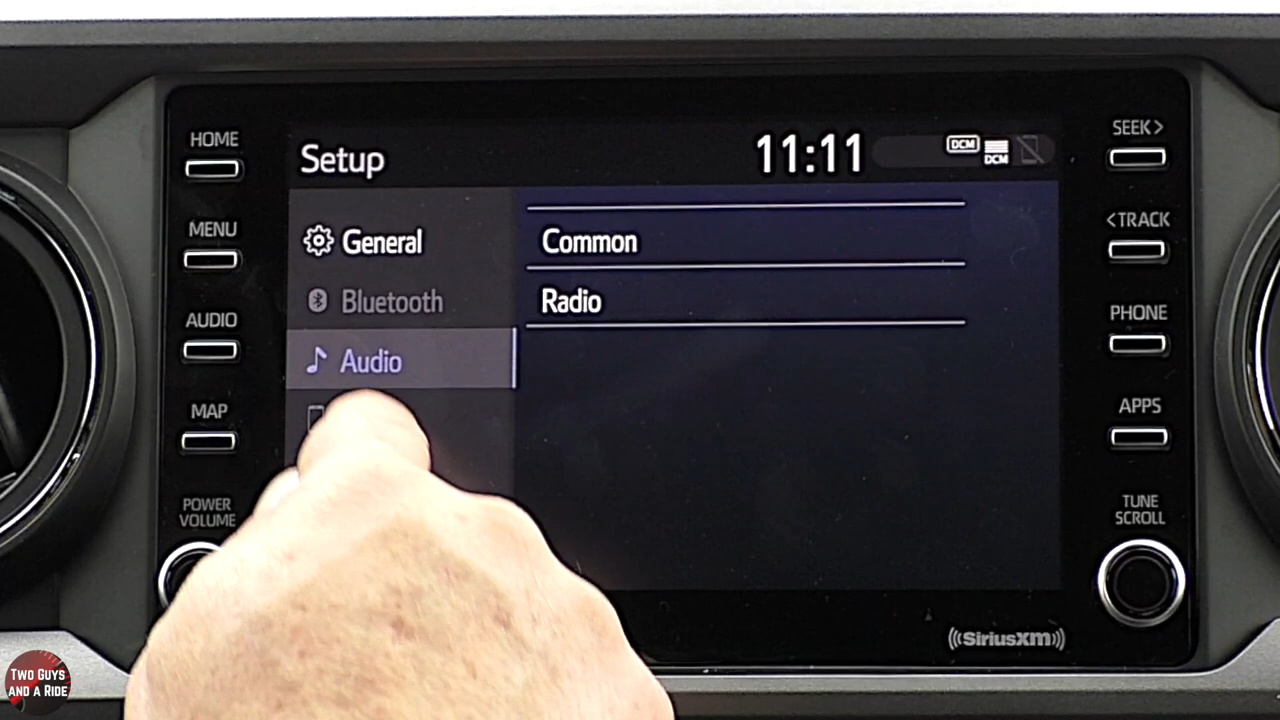 HOME
MENU
AUDIO
MAP
POWER
VOLUME
Setup
11:11
DCM
DCM
General
Bluetooth
Audio
Common
Radio
SEEK>
<TRACK
PHONE
APPS
TUNE
SCROLL
((SiriusXM))
TWO GUYS
AND A RIDE